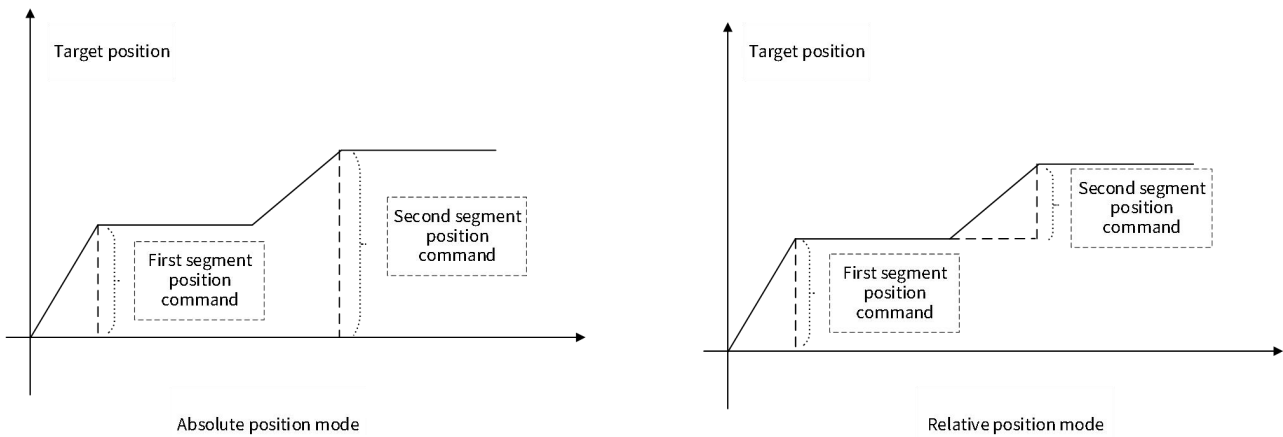 Target position
First segment
position
command
Second segment
position
command
Absolute position mode
Target position
First segment
position
command
Second segment
position
command
Relative position mode